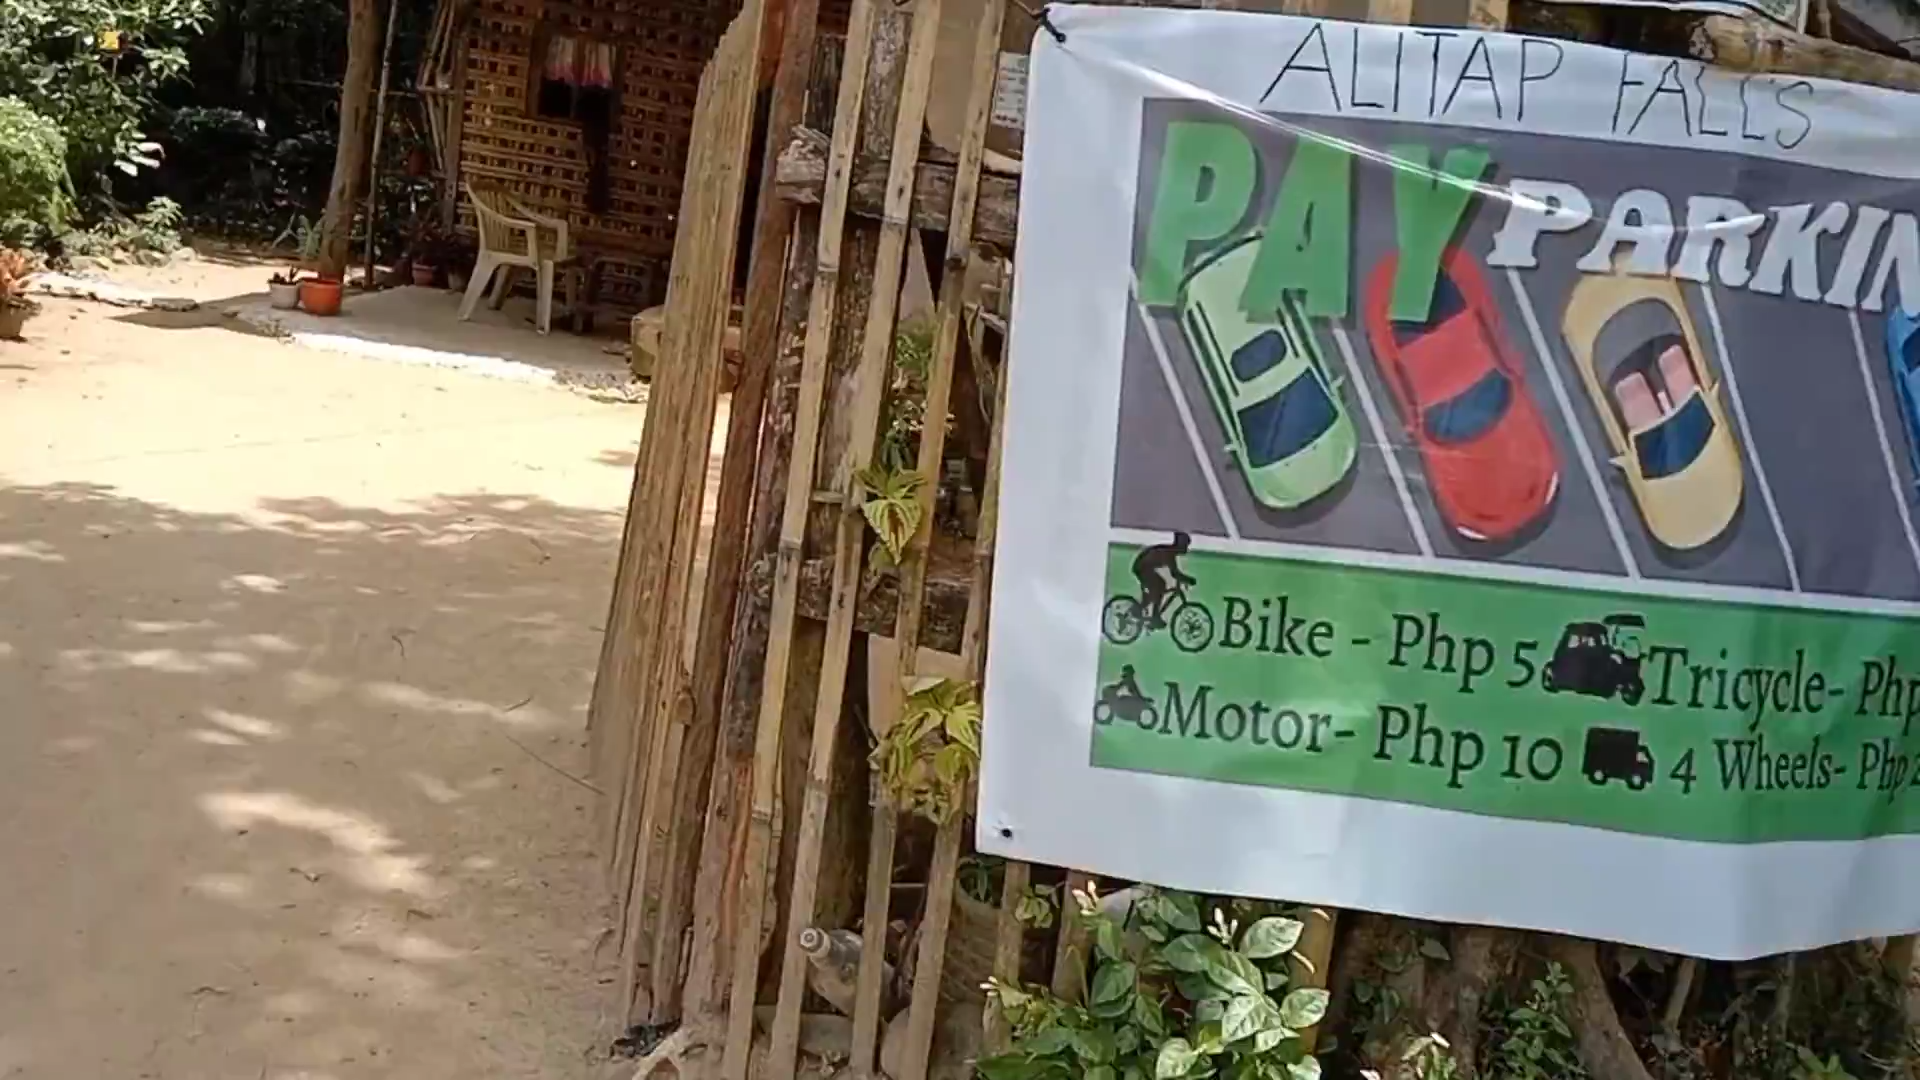 ALITAP FALLS
PAY PARKIN
Bike - Php 5 Tricycle- Php
Motor- Php 10 4 Wheels- Php